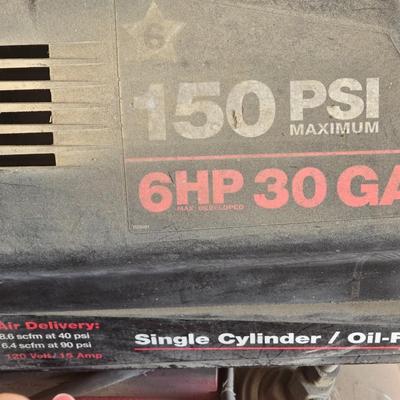 6
150 PSI
MAXIMUM
6HP 30 GA
MAX DEVELOPED
Air Delivery:
8.6 scfm at 40 psi
6.4 scfm at 90 psi
120 Volt/15 Amp
Single Cylinder / Oil-F